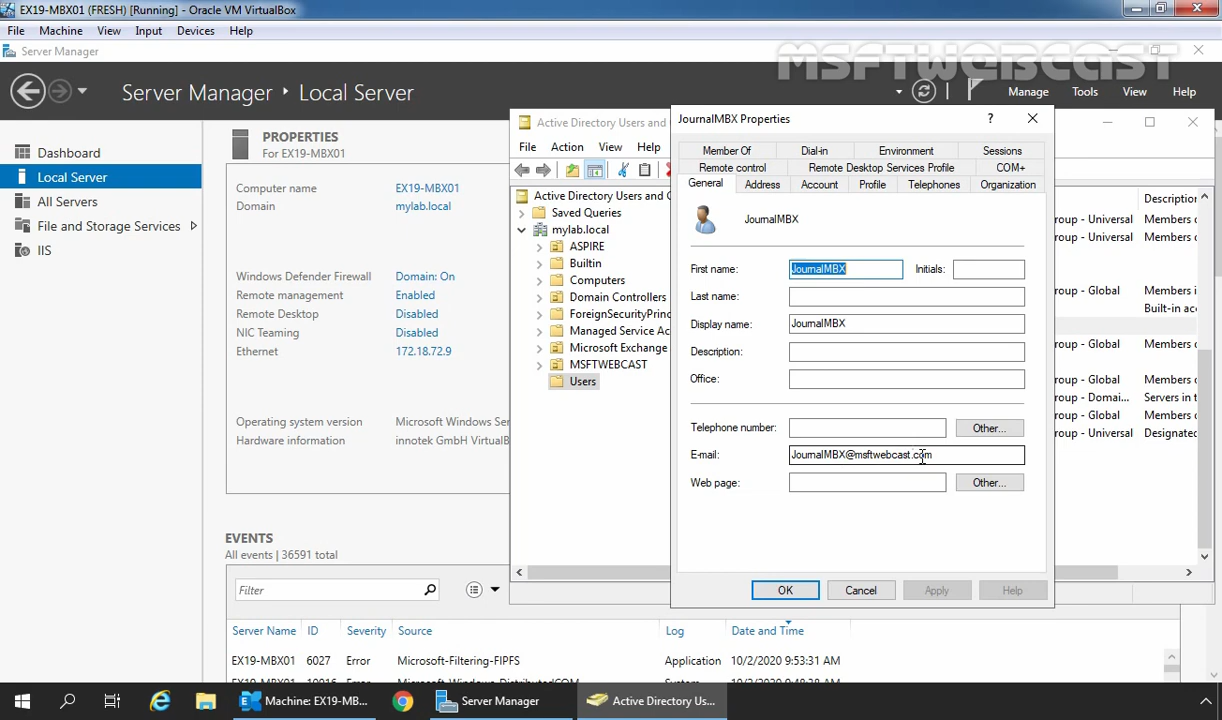 EX19-MBX01 (FRESH) [Running] - Oracle VM VirtualBox
File Machine View Input Devices Help
Server Manager
MSFTWEBCAST
Server Manager Local Server
Manage Tools View Help
Dashboard
Local Server
All Servers
File and Storage Services
IIS
PROPERTIES
For EX19-MBX01
Computer name EX19-MBX01
Domain mylab.local
Windows Defender Firewall Domain: On
Remote management Enabled
Remote Desktop Disabled
NIC Teaming Disabled
Ethernet 172.18.72.9
Operating system version Microsoft Windows Ser
Hardware information innotek GmbH VirtualB
EVENTS
All events | 36591 total
Filter
Server Name ID Severity Source Log Date and Time
EX19-MBX01 6027 Error Microsoft-Filtering-FIPFS Application 10/2/2020 9:53:31 AM
Active Directory Users and
File Action View
Active Directory Users and C
Saved Queries
mylab.local
ASPIRE
Builtin
Computers
Domain Controllers
ForeignSecurityPrinc
Managed Service Ac
Microsoft Exchange
MSFTWEBCAST
Users
Descriptio
roup - Universal Members o
roup - Universal Members o
roup - Global Members i
Built-in acc
roup - Global Members o
roup - Global Members o
roup - Domai... Servers in t
roup - Global Members o
roup - Universal Designated
JournalMBX Properties
?
Member Of Dial-in Environment Sessions
Remote control Remote Desktop Services Profile COM+
General Address Account Profile Telephones Organization
JournalMBX
First name: JournalMBX Initials:
Last name:
Display name: JournalMBX
Description:
Office:
Telephone number: Other...
E-mail: JournalMBX@msftwebcast.com
Web page: Other...
OK Cancel Apply Help
Machine: EX19-MB... Server Manager Active Directory Us...